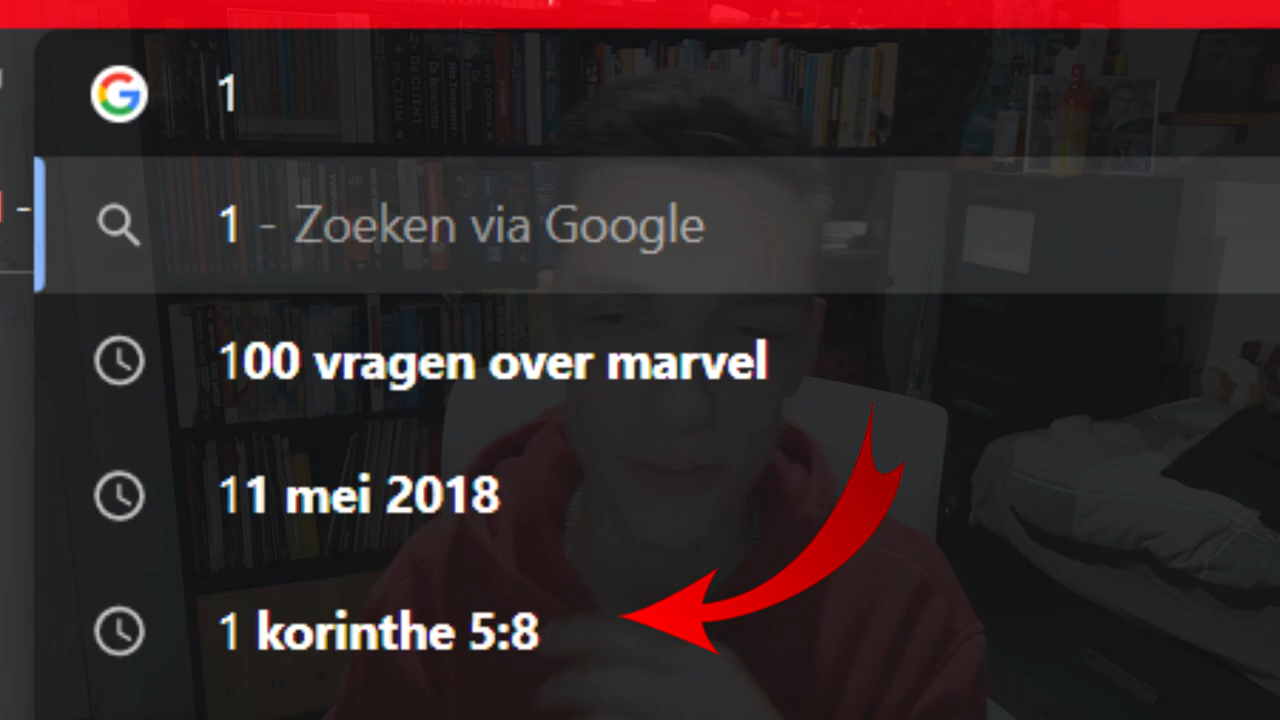 1
1 - Zoeken via Google
100 vragen over marvel
11 mei 2018
1 korinthe 5:8